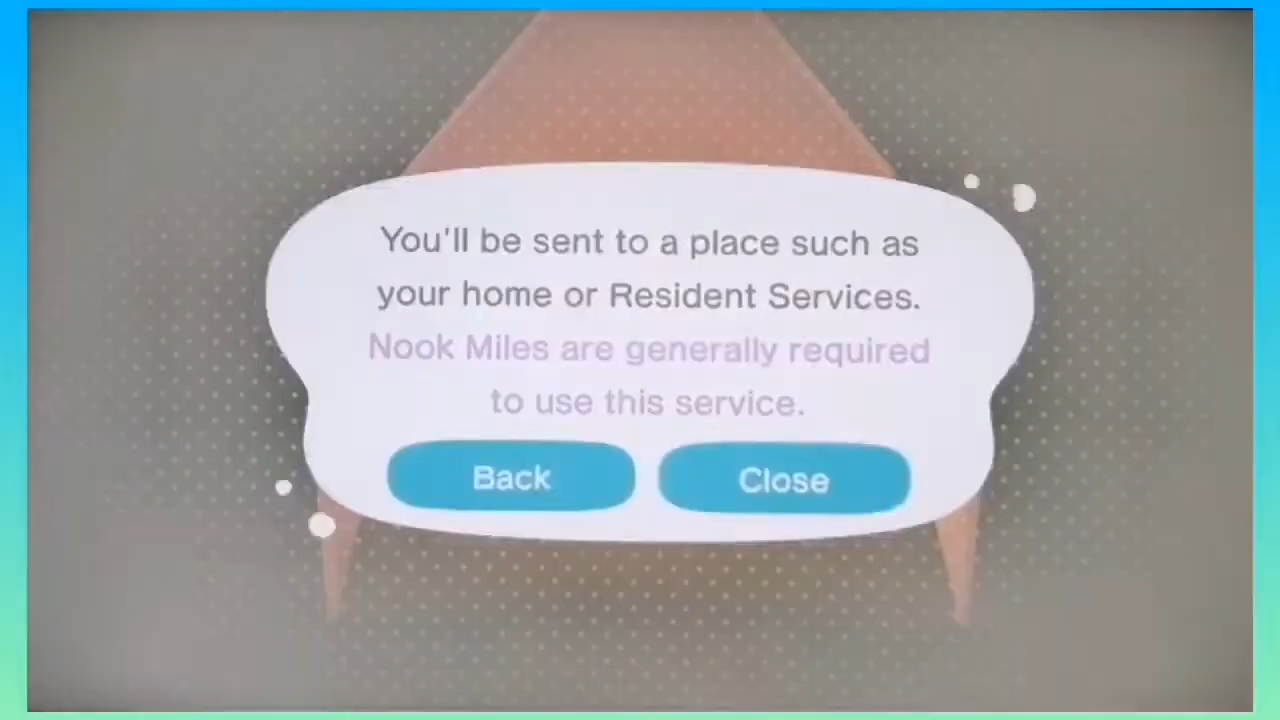 You'll be sent to a place such as
your home or Resident Services.
Nook Miles are generally required
to use this service.
Back
Close